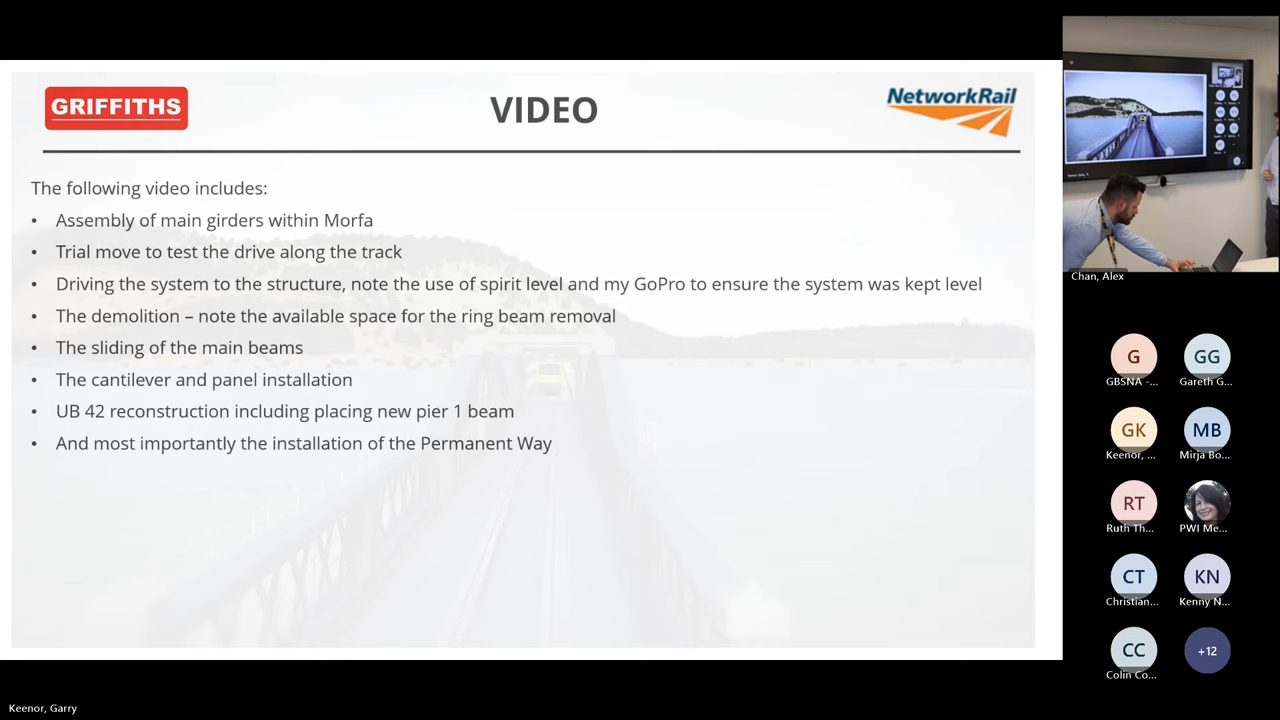 GRIFFITHS
VIDEO
NetworkRail
The following video includes:
• Assembly of main girders within Morfa
• Trial move to test the drive along the track
• Driving the system to the structure, note the use of spirit level and my GoPro to ensure the system was kept level
• The demolition – note the available space for the ring beam removal
• The sliding of the main beams
• The cantilever and panel installation
• UB 42 reconstruction including placing new pier 1 beam
• And most importantly the installation of the Permanent Way
Chan, Alex
G
GG
GBSNA -...
Gareth G...
GK
MB
Keenor, ...
Mirja Bo...
RT
Ruth Th...
PWI Me...
CT
KN
Christian...
Kenny N...
CC
+12
Colin Co...
Keenor, Garry